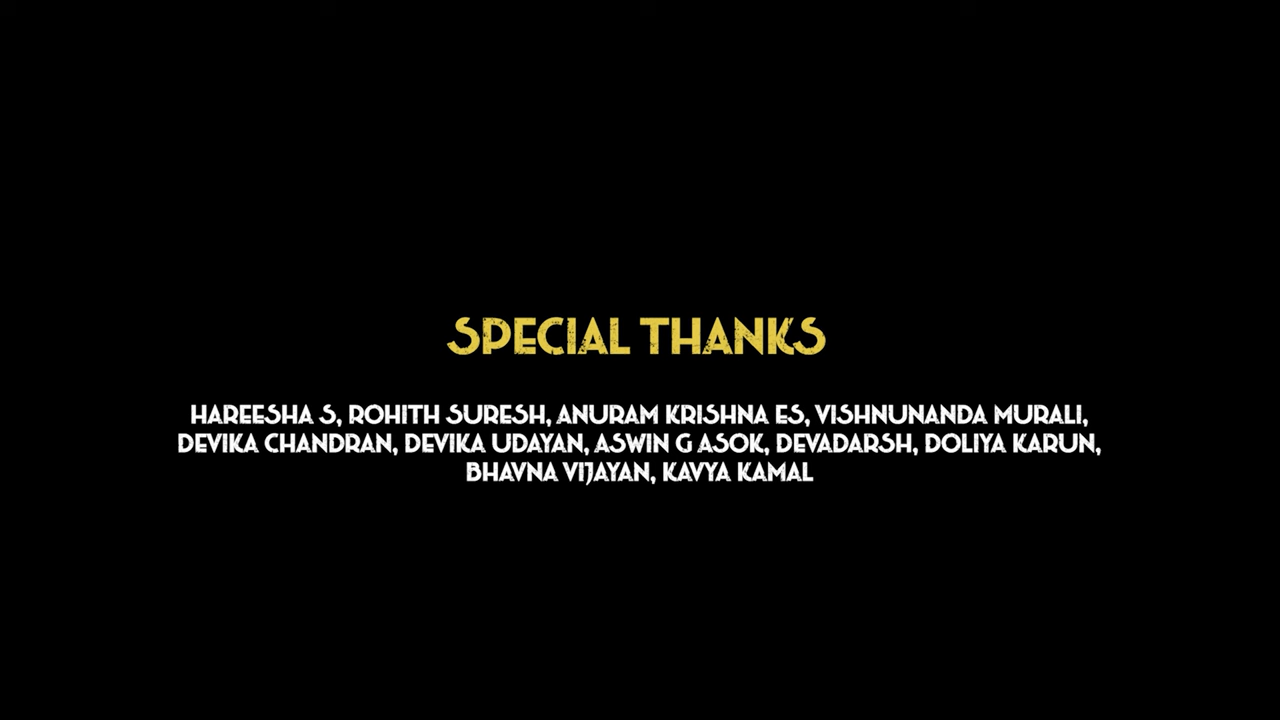 SPECIAL THANKS
HAREESHA S, ROHITH SURESH, ANURAM KRISHNA ES, VISHNUNANDA MURALI,
DEVIKA CHANDRAN, DEVIKA UDAYAN, ASWIN G ASOK, DEVADARSH, DOLIYA KARUN,
BHAVNA VIJAYAN, KAVYA KAMAL